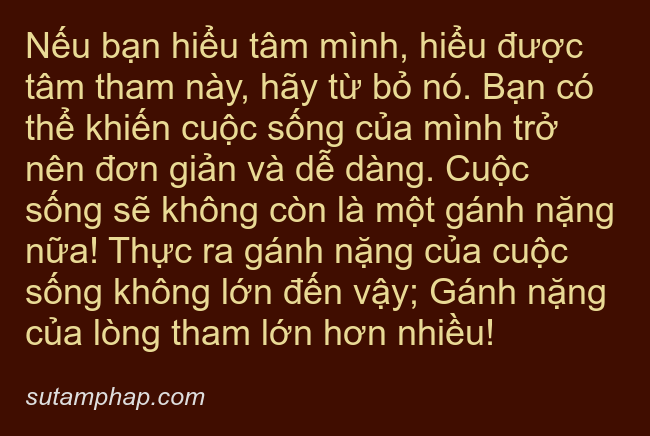 Nếu bạn hiểu tâm mình, hiểu được
tâm tham này, hãy từ bỏ nó. Bạn có
thể khiến cuộc sống của mình trở
nên đơn giản và dễ dàng. Cuộc
sống sẽ không còn là một gánh nặng
nữa! Thực ra gánh nặng của cuộc
sống không lớn đến vậy; Gánh nặng
của lòng tham lớn hơn nhiều!
sutamphap.com